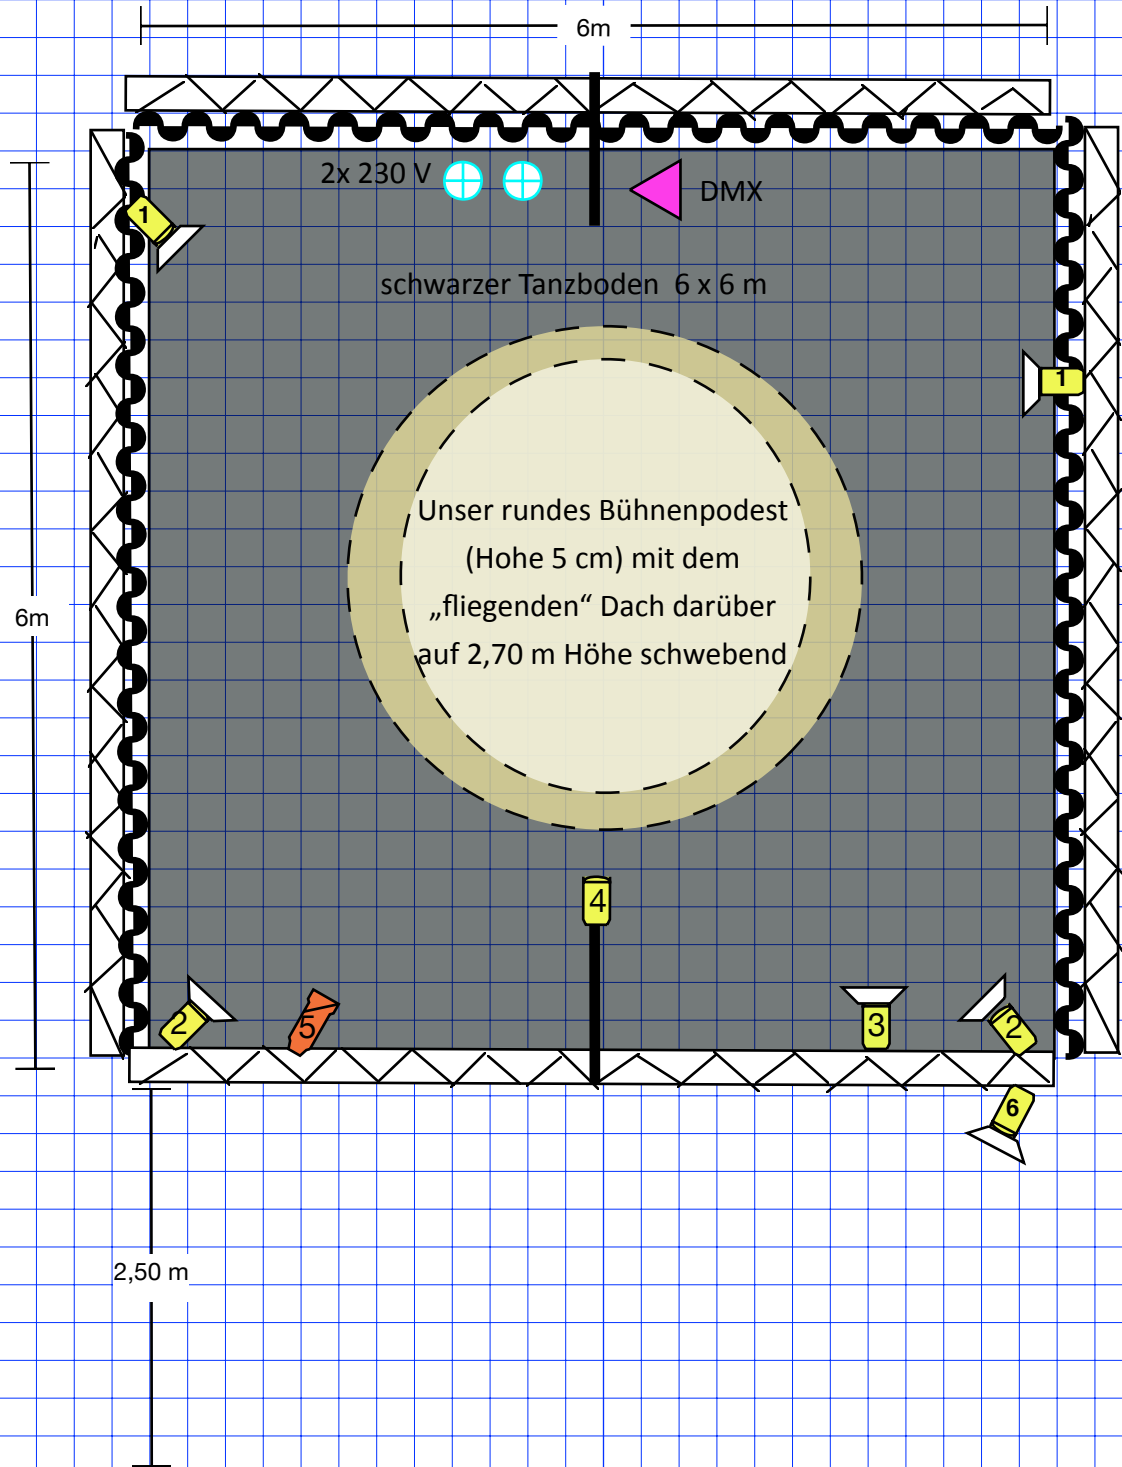 6m
2x 230 V
DMX
1
schwarzer Tanzboden 6 x 6 m
1
Unser rundes Bühnenpodest
(Hohe 5 cm) mit dem
„fliegenden“ Dach darüber
auf 2,70 m Höhe schwebend
6m
4
2
5
3
2
6
2,50 m